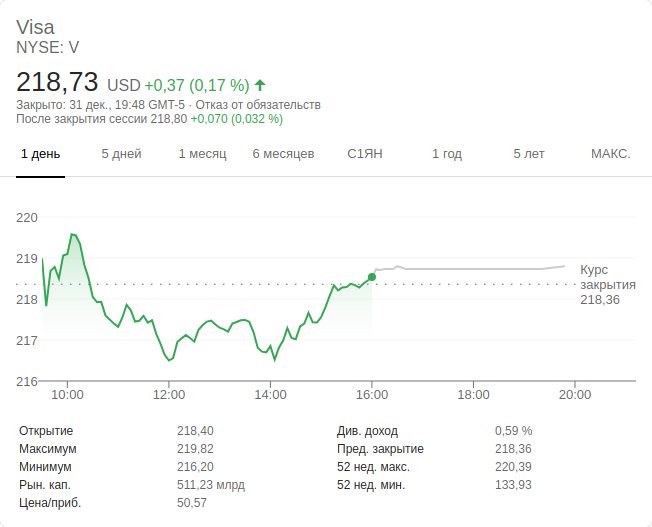 Visa
NYSE: V
218,73 USD +0,37 (0,17 %)
Закрыто: 31 дек., 19:48 GMT-5 · Отказ от обязательств
После закрытия сессии 218,80 +0,070 (0,032 %)
1 день 5 дней 1 месяц 6 месяцев С1ЯН 1 год 5 лет МАКС.
220
219
218
217
216
Курс
закрытия
218,36
10:00 12:00 14:00 16:00 18:00 20:00
Открытие 218,40 Див. доход 0,59 %
Максимум 219,82 Пред. закрытие 218,36
Минимум 216,20 52 нед. макс. 220,39
Рын. кап. 511,23 млрд 52 нед. мин. 133,93
Цена/приб. 50,57